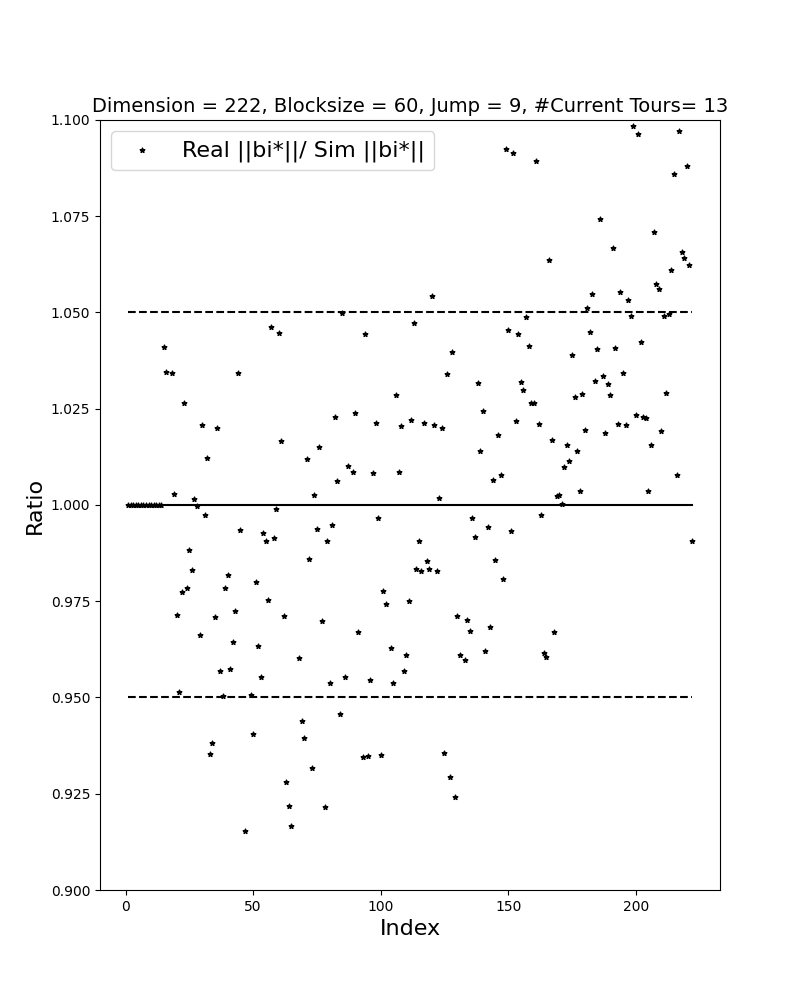 Dimension = 222, Blocksize = 60, Jump = 9, #Current Tours= 13
1.100
Real ||bi*||/ Sim ||bi*||
1.075
1.050
1.025
1.000
Ratio
0.975
0.950
0.925
0.900
0 50 100 150 200
Index